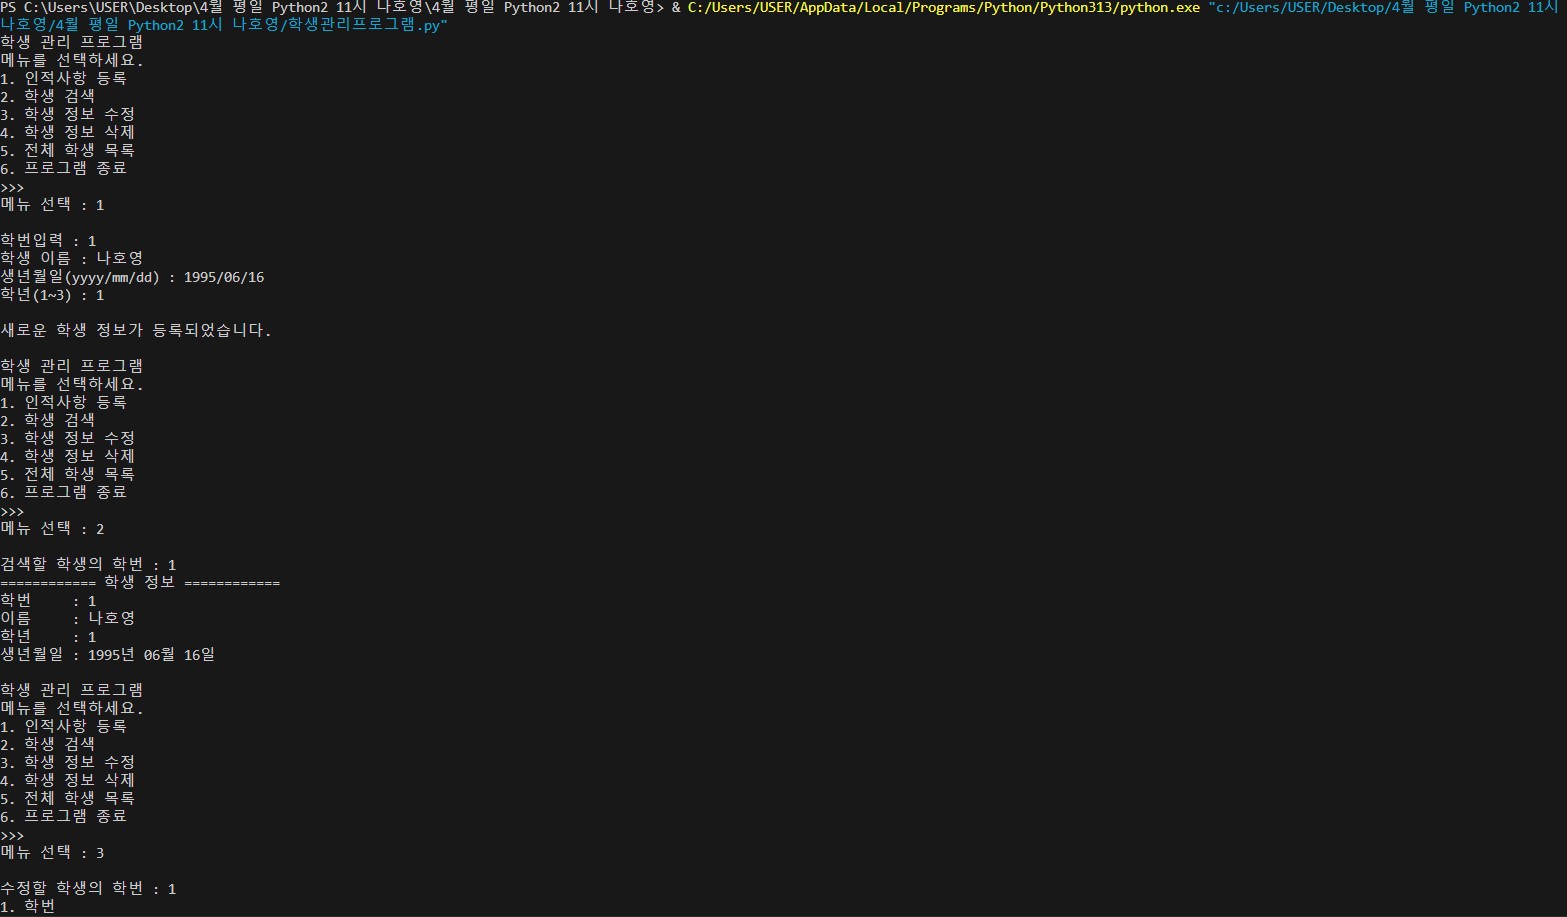 PS C:\Users\USER\Desktop\4월 평일 Python2 11시 나호영\4월 평일 Python2 11시 나호영> & C:/Users/USER/AppData/Local/Programs/Python/Python313/python.exe "c:/Users/USER/Desktop/4월 평일 Python2 11시
나호영/4월 평일 Python2 11시 나호영/학생관리프로그램.py"
학생 관리 프로그램
메뉴를 선택하세요.
1. 인적사항 등록
2. 학생 검색
3. 학생 정보 수정
4. 학생 정보 삭제
5. 전체 학생 목록
6. 프로그램 종료
>>>
메뉴 선택 : 1
학번입력 : 1
학생 이름 : 나호영
생년월일(yyyy/mm/dd) : 1995/06/16
학년(1~3) : 1
새로운 학생 정보가 등록되었습니다.
학생 관리 프로그램
메뉴를 선택하세요.
1. 인적사항 등록
2. 학생 검색
3. 학생 정보 수정
4. 학생 정보 삭제
5. 전체 학생 목록
6. 프로그램 종료
>>>
메뉴 선택 : 2
검색할 학생의 학번 : 1
============ 학생 정보 ============
학번     : 1
이름     : 나호영
학년     : 1
생년월일 : 1995년 06월 16일
학생 관리 프로그램
메뉴를 선택하세요.
1. 인적사항 등록
2. 학생 검색
3. 학생 정보 수정
4. 학생 정보 삭제
5. 전체 학생 목록
6. 프로그램 종료
>>>
메뉴 선택 : 3
수정할 학생의 학번 : 1
1. 학번